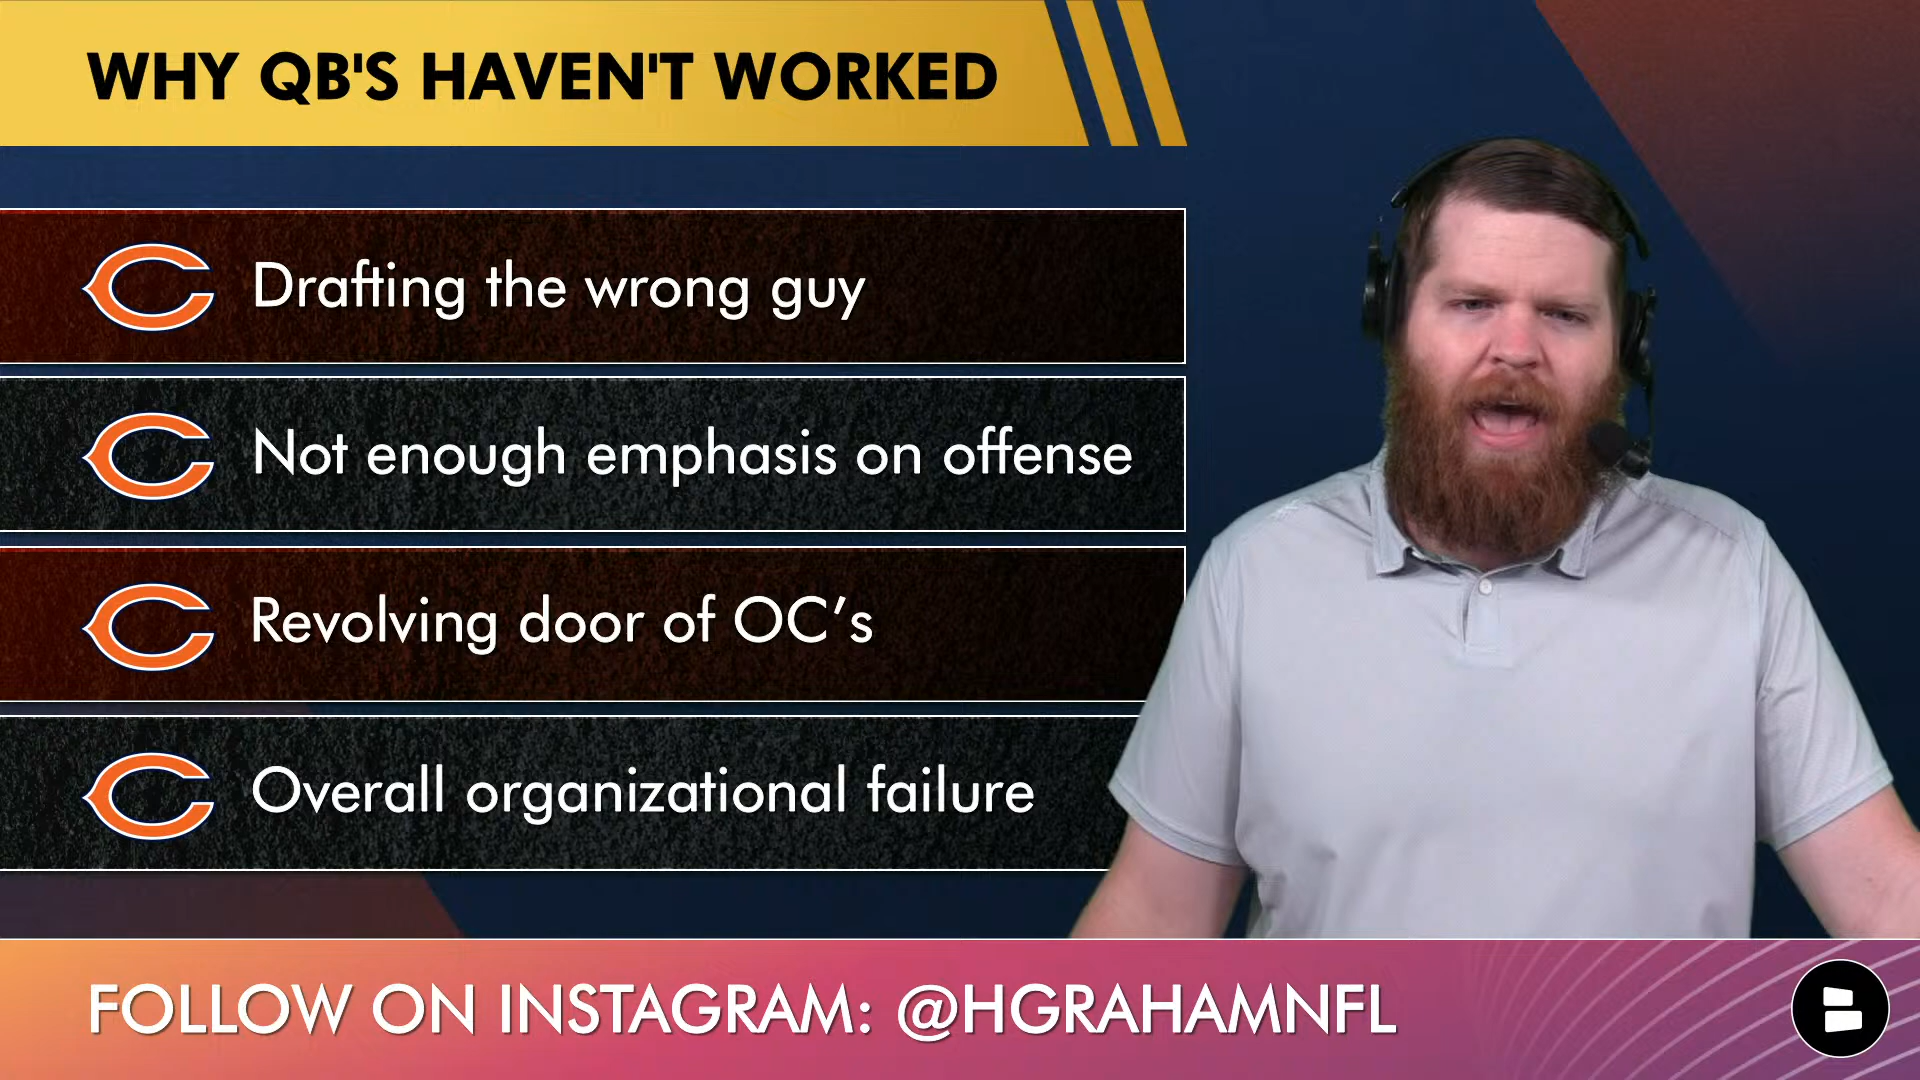 WHY QB'S HAVEN'T WORKED
Drafting the wrong guy
Not enough emphasis on offense
Revolving door of OC's
Overall organizational failure
FOLLOW ON INSTAGRAM: @HGRAHAMNFL